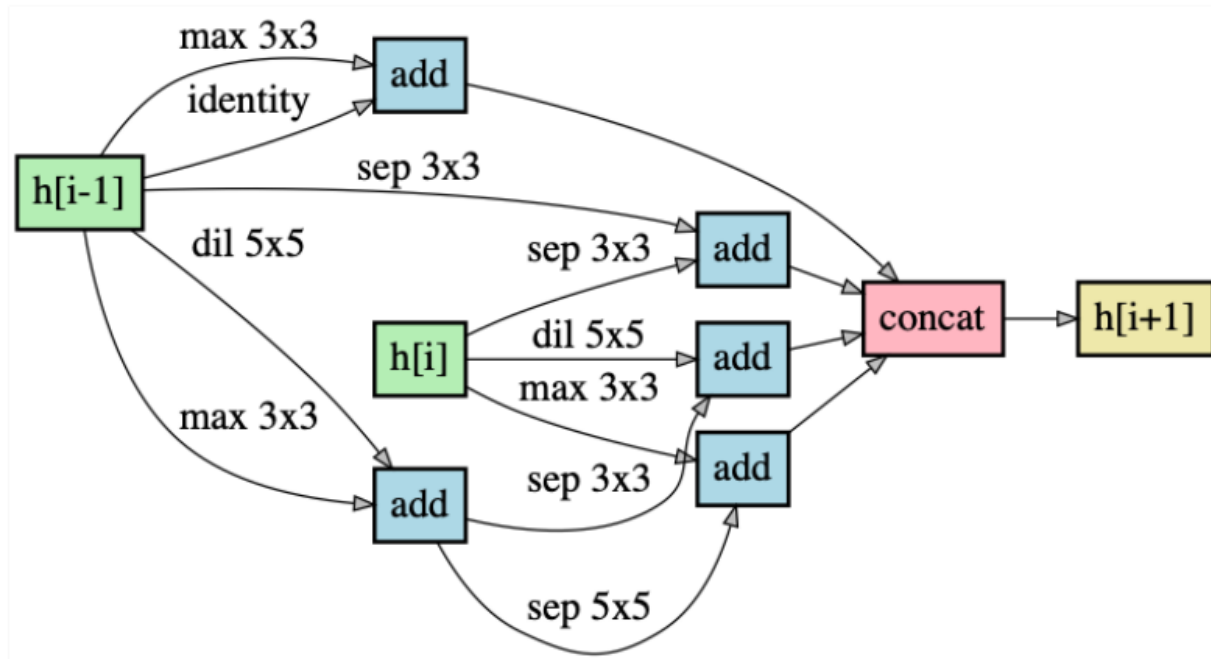 max 3x3
add
identity
h[i-1]
sep 3x3
dil 5x5
sep 3x3
add
h[i]
dil 5x5
add
concat
h[i+1]
max 3x3
max 3x3
add
sep 3x3
add
sep 5x5